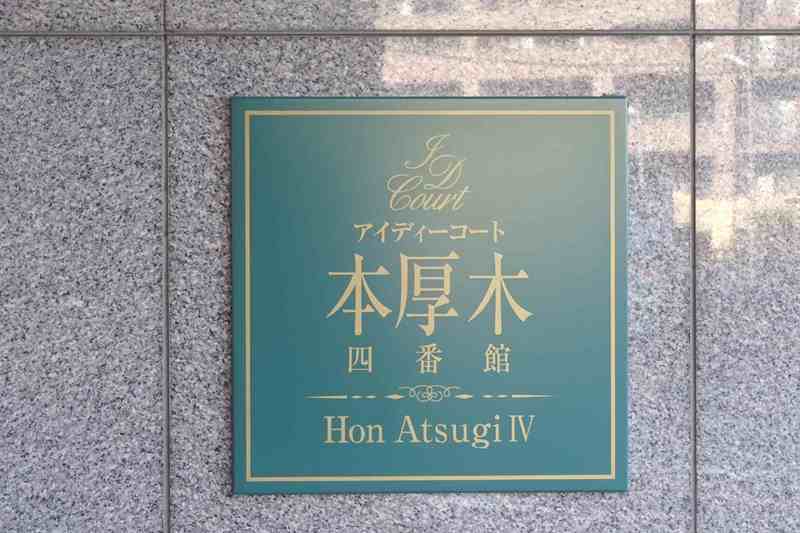 I
D
Court
アイディーコート
本厚木
四番館
Hon Atsugi IV